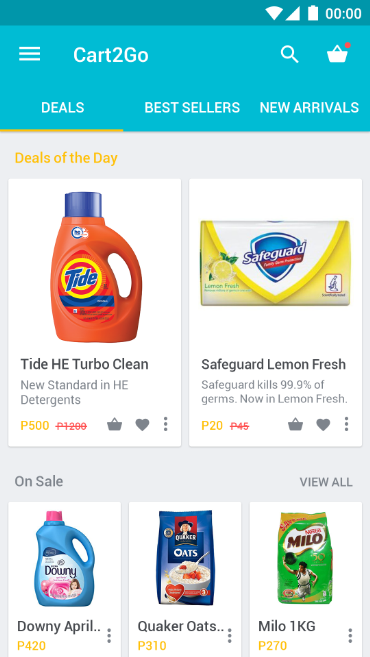 00:00
Cart2Go
DEALS BEST SELLERS NEW ARRIVALS
Deals of the Day
Tide
Safeguard
Lemon Fresh
Tide HE Turbo Clean
New Standard in HE
Detergents
P500 P1200
Safeguard Lemon Fresh
Safeguard kills 99.9% of
germs. Now in Lemon Fresh.
P20 P45
On Sale VIEW ALL
Downy
QUAKER
OATS
Nestle
MILO
Downy April..
P420
Quaker Oats..
P310
Milo 1KG
P270